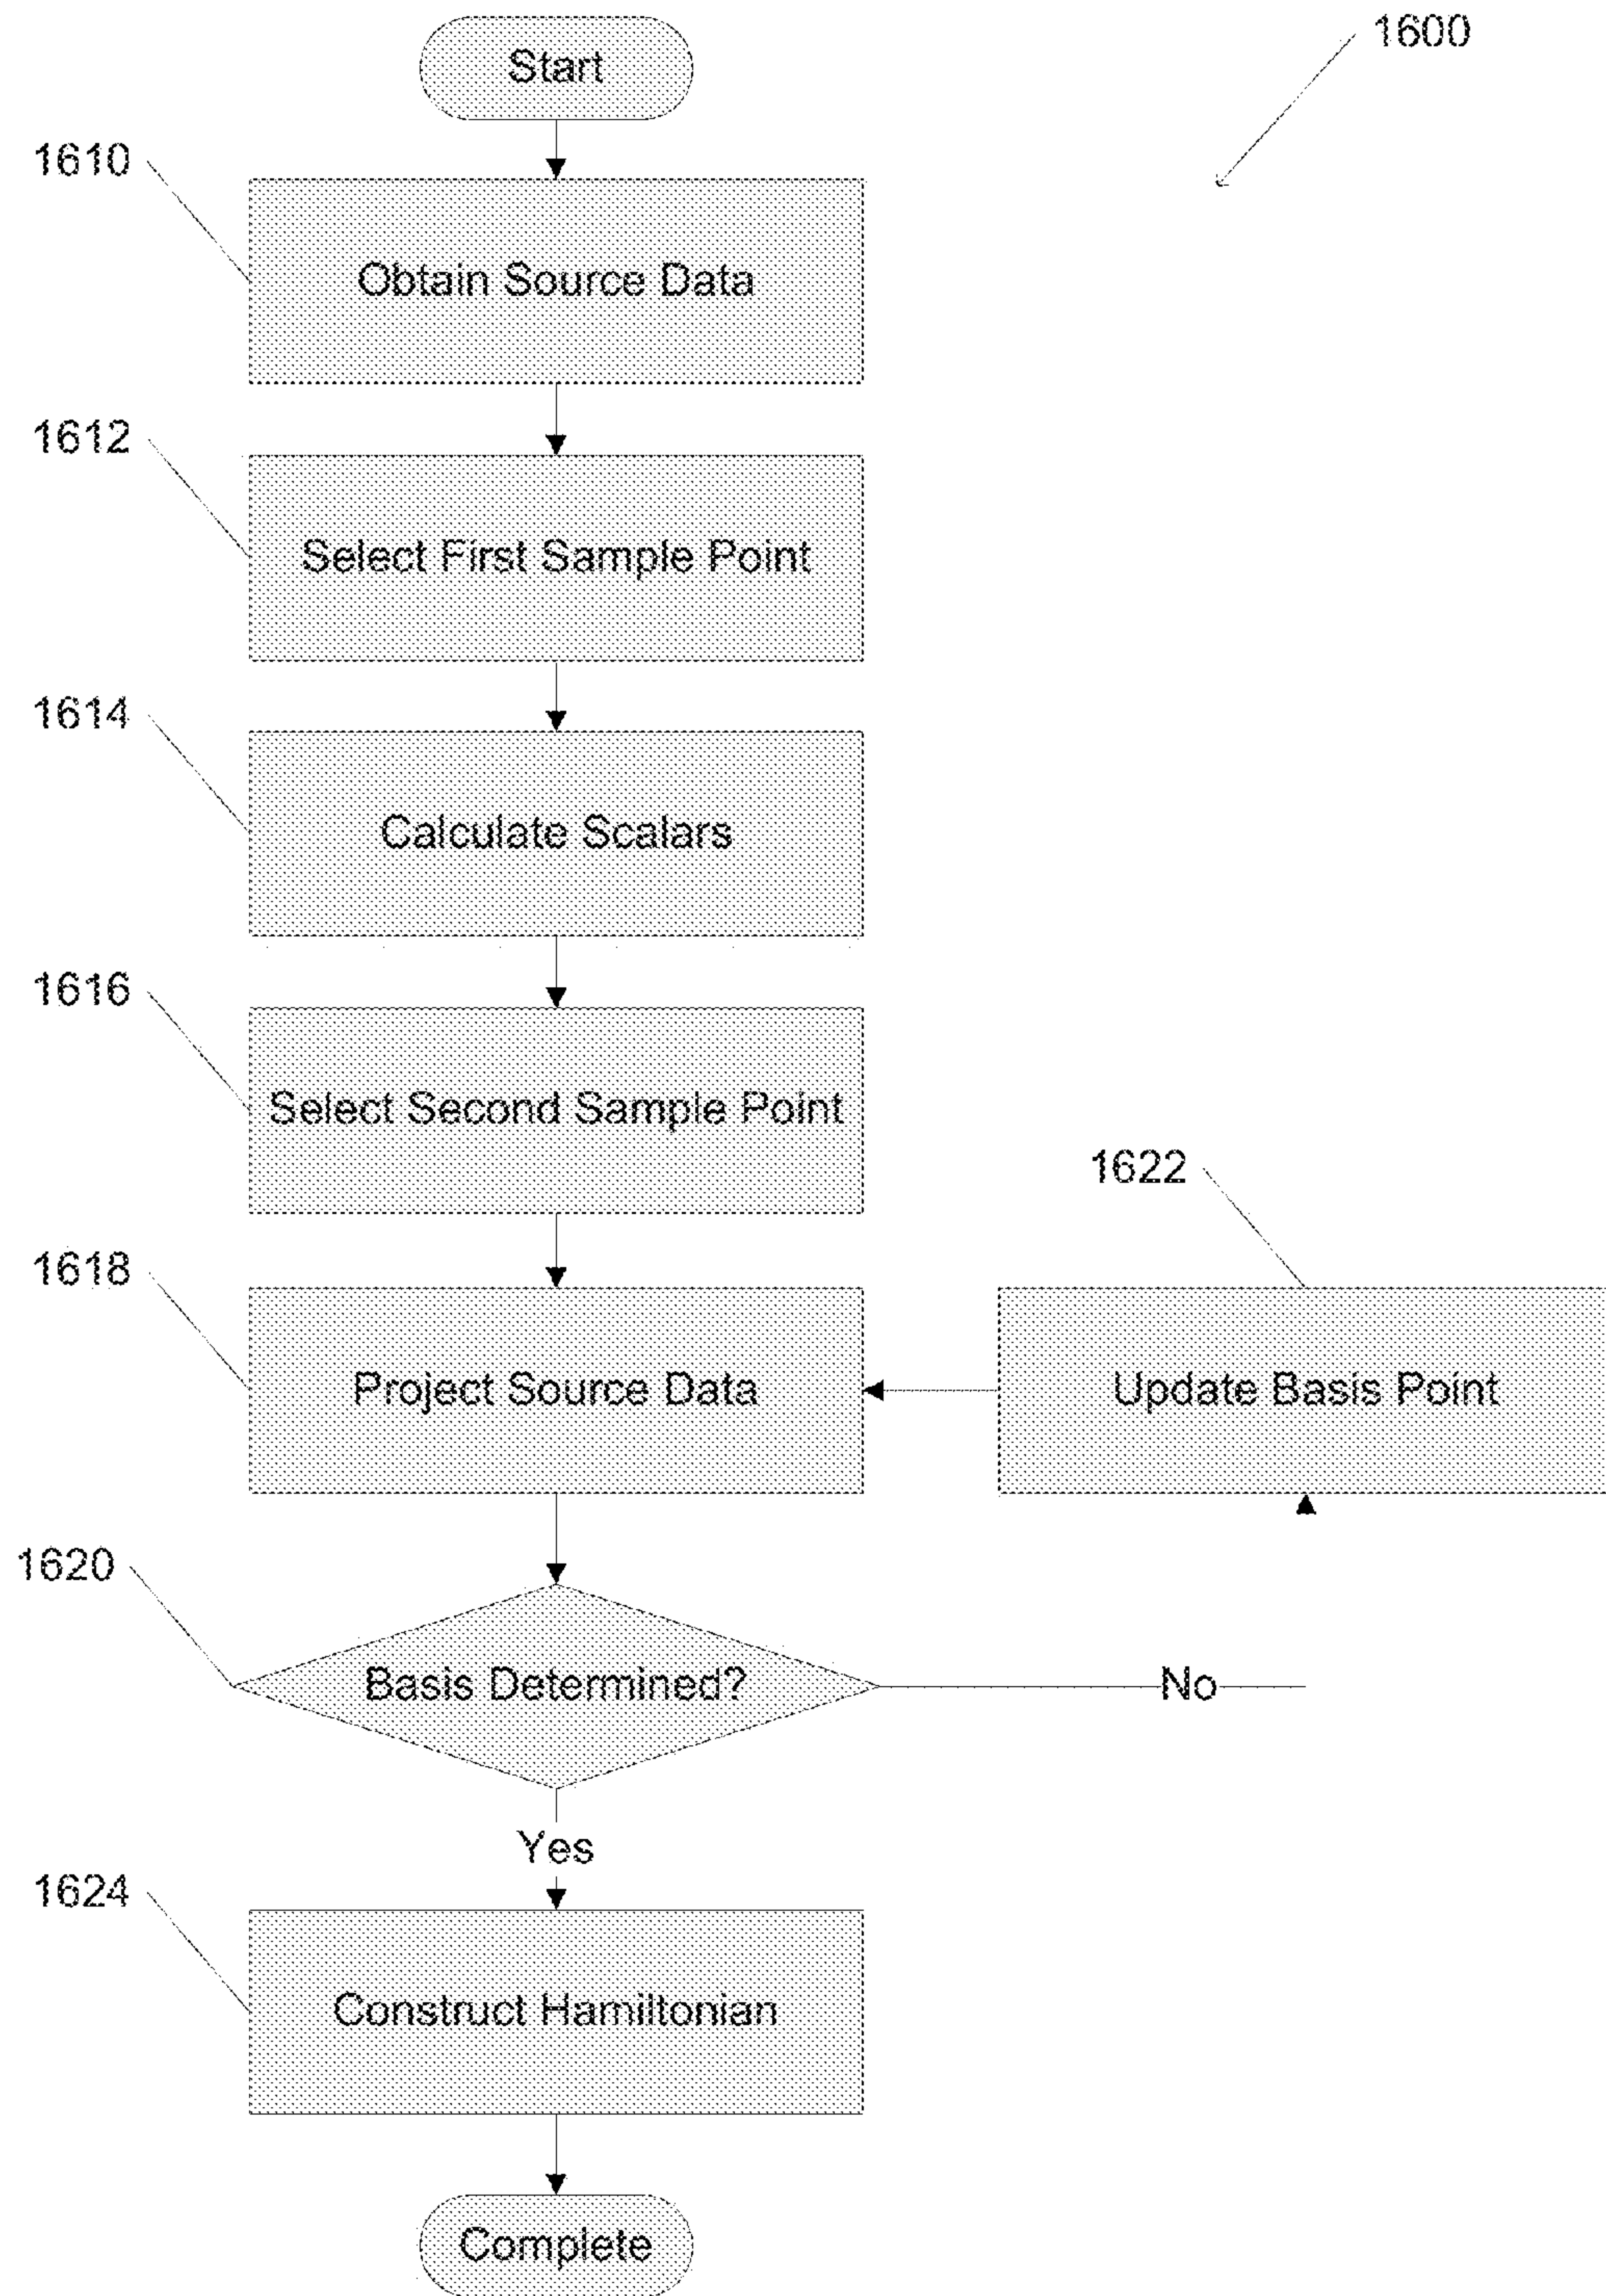 Start
1600
1610
Obtain Source Data
1612
Select First Sample Point
1614
Calculate Scalars
1616
Select Second Sample Point
1622
1618
Project Source Data
Update Basis Point
1620
Basis Determined?
No
Yes
1624
Construct Hamiltonian
Complete